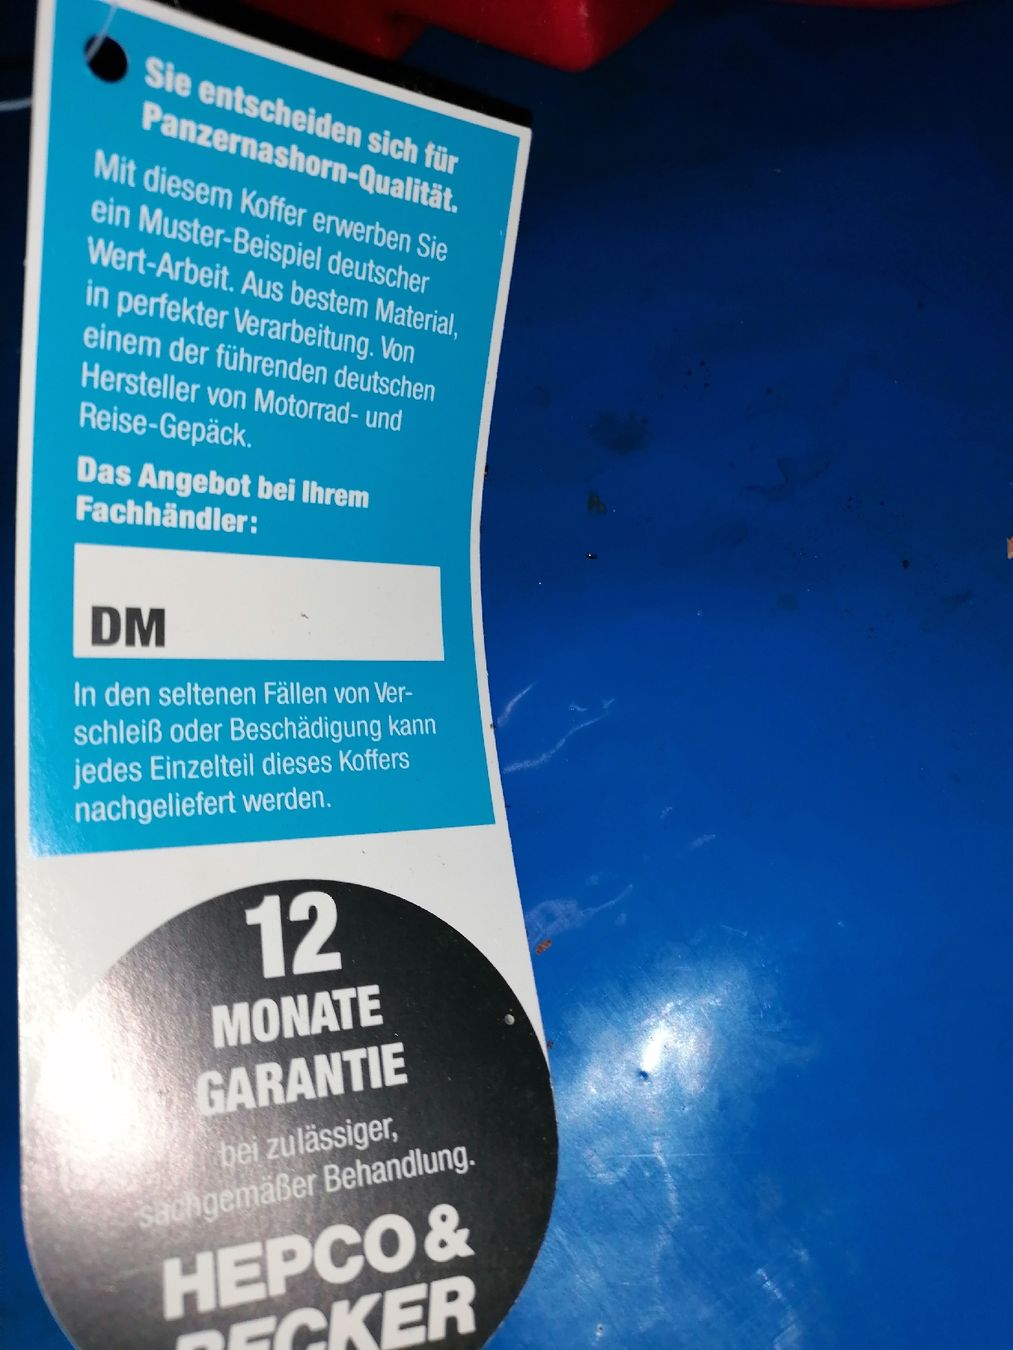 Sie entscheiden sich für
Panzernashorn-Qualität.
Mit diesem Koffer erwerben Sie
ein Muster-Beispiel deutscher
Wert-Arbeit. Aus bestem Material,
in perfekter Verarbeitung. Von
einem der führenden deutschen
Hersteller von Motorrad- und
Reise-Gepäck.
Das Angebot bei Ihrem
Fachhändler:
DM
In den seltenen Fällen von Ver-
schleiß oder Beschädigung kann
jedes Einzelteil dieses Koffers
nachgeliefert werden.
12
MONATE
GARANTIE
bei zulässiger,
sachgemäßer Behandlung.
HEPCO &
BECKER